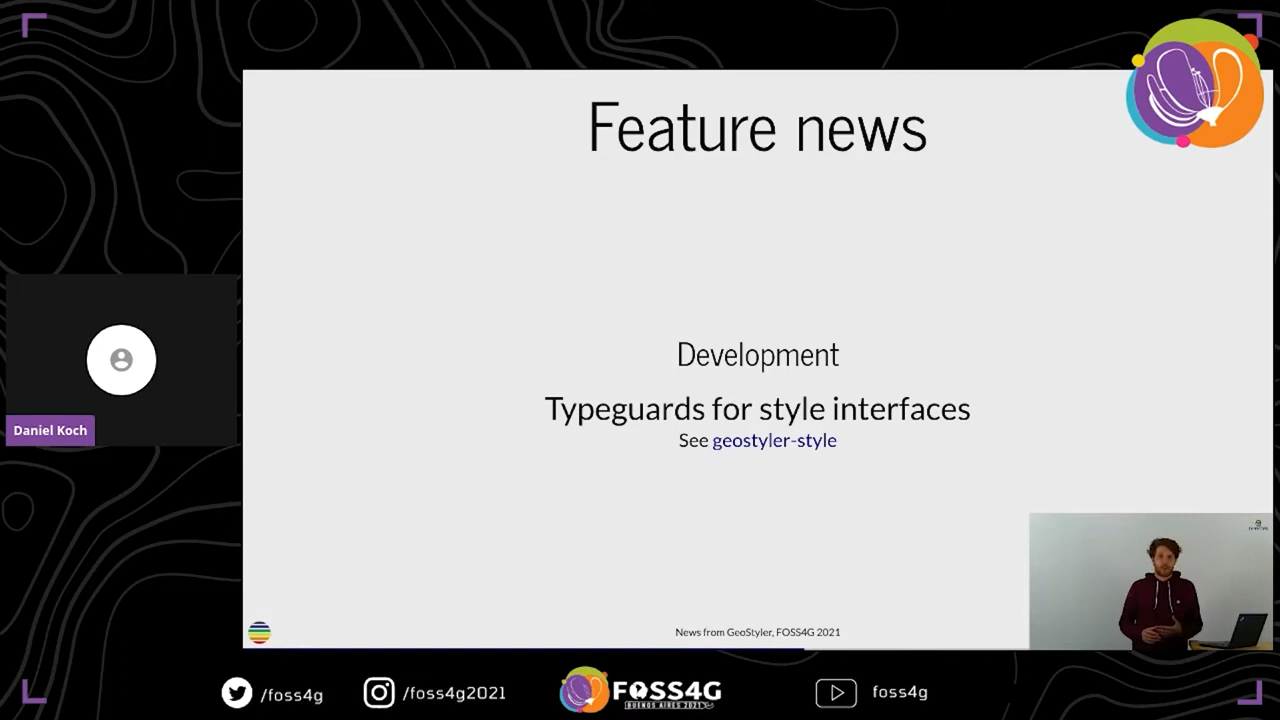 Feature news
Development
Typeguards for style interfaces
See geostyler-style
Daniel Koch
News from GeoStyler, FOSS4G 2021
/foss4g
/foss4g2021
FOSS4G
BUENOS AIRES 2021
foss4g